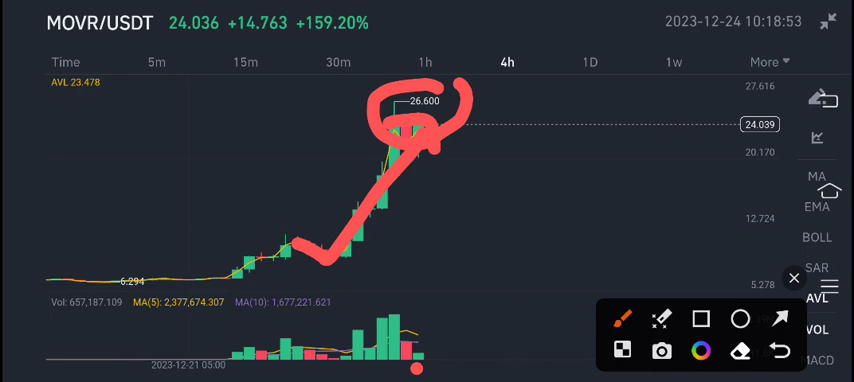 MOVR/USDT 24.036 +14.763 +159.20% 2023-12-24 10:18:53
Time 5m 15m 30m 1h 4h 1D 1w More
AVL 23.478
27.616
26.600
24.039
20.170
MA
EMA
12.724
BOLL
6.294
SAR
5.278
AVL
Vol: 657,187.109 MA(5): 2,377,674.307 MA(10): 1,677,221.621
VOL
MACD
2023-12-21 05:00